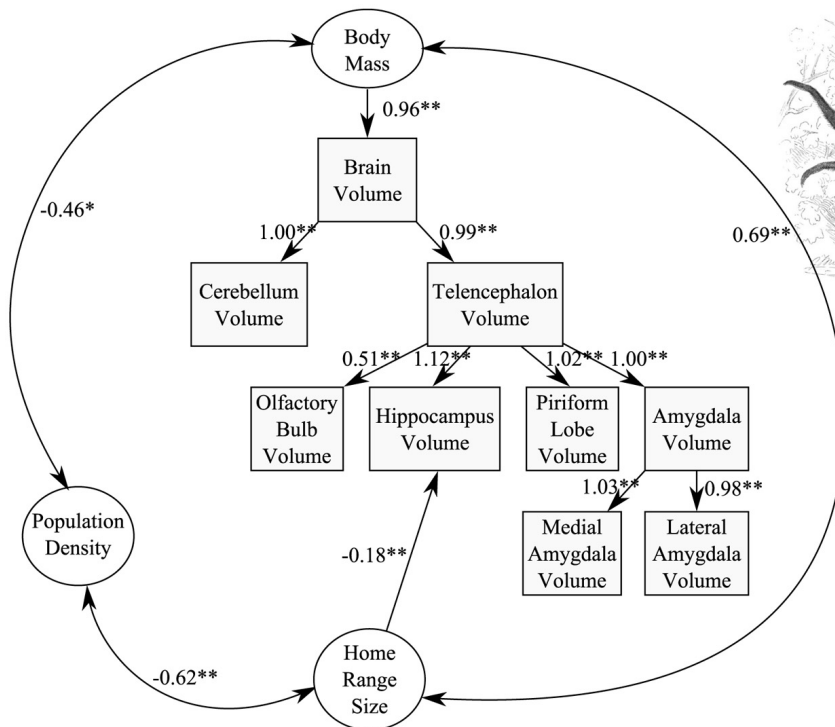 Body
Mass
0.96**
Brain
Volume
-0.46*
0.69**
1.00**
0.99**
Cerebellum
Volume
Telencephalon
Volume
0.51**
1.12**
1.02**
1.00**
Olfactory
Bulb
Volume
Hippocampus
Volume
Piriform
Lobe
Volume
Amygdala
Volume
1.03**
0.98**
Population
Density
Medial
Amygdala
Volume
Lateral
Amygdala
Volume
-0.18**
-0.62**
Home
Range
Size